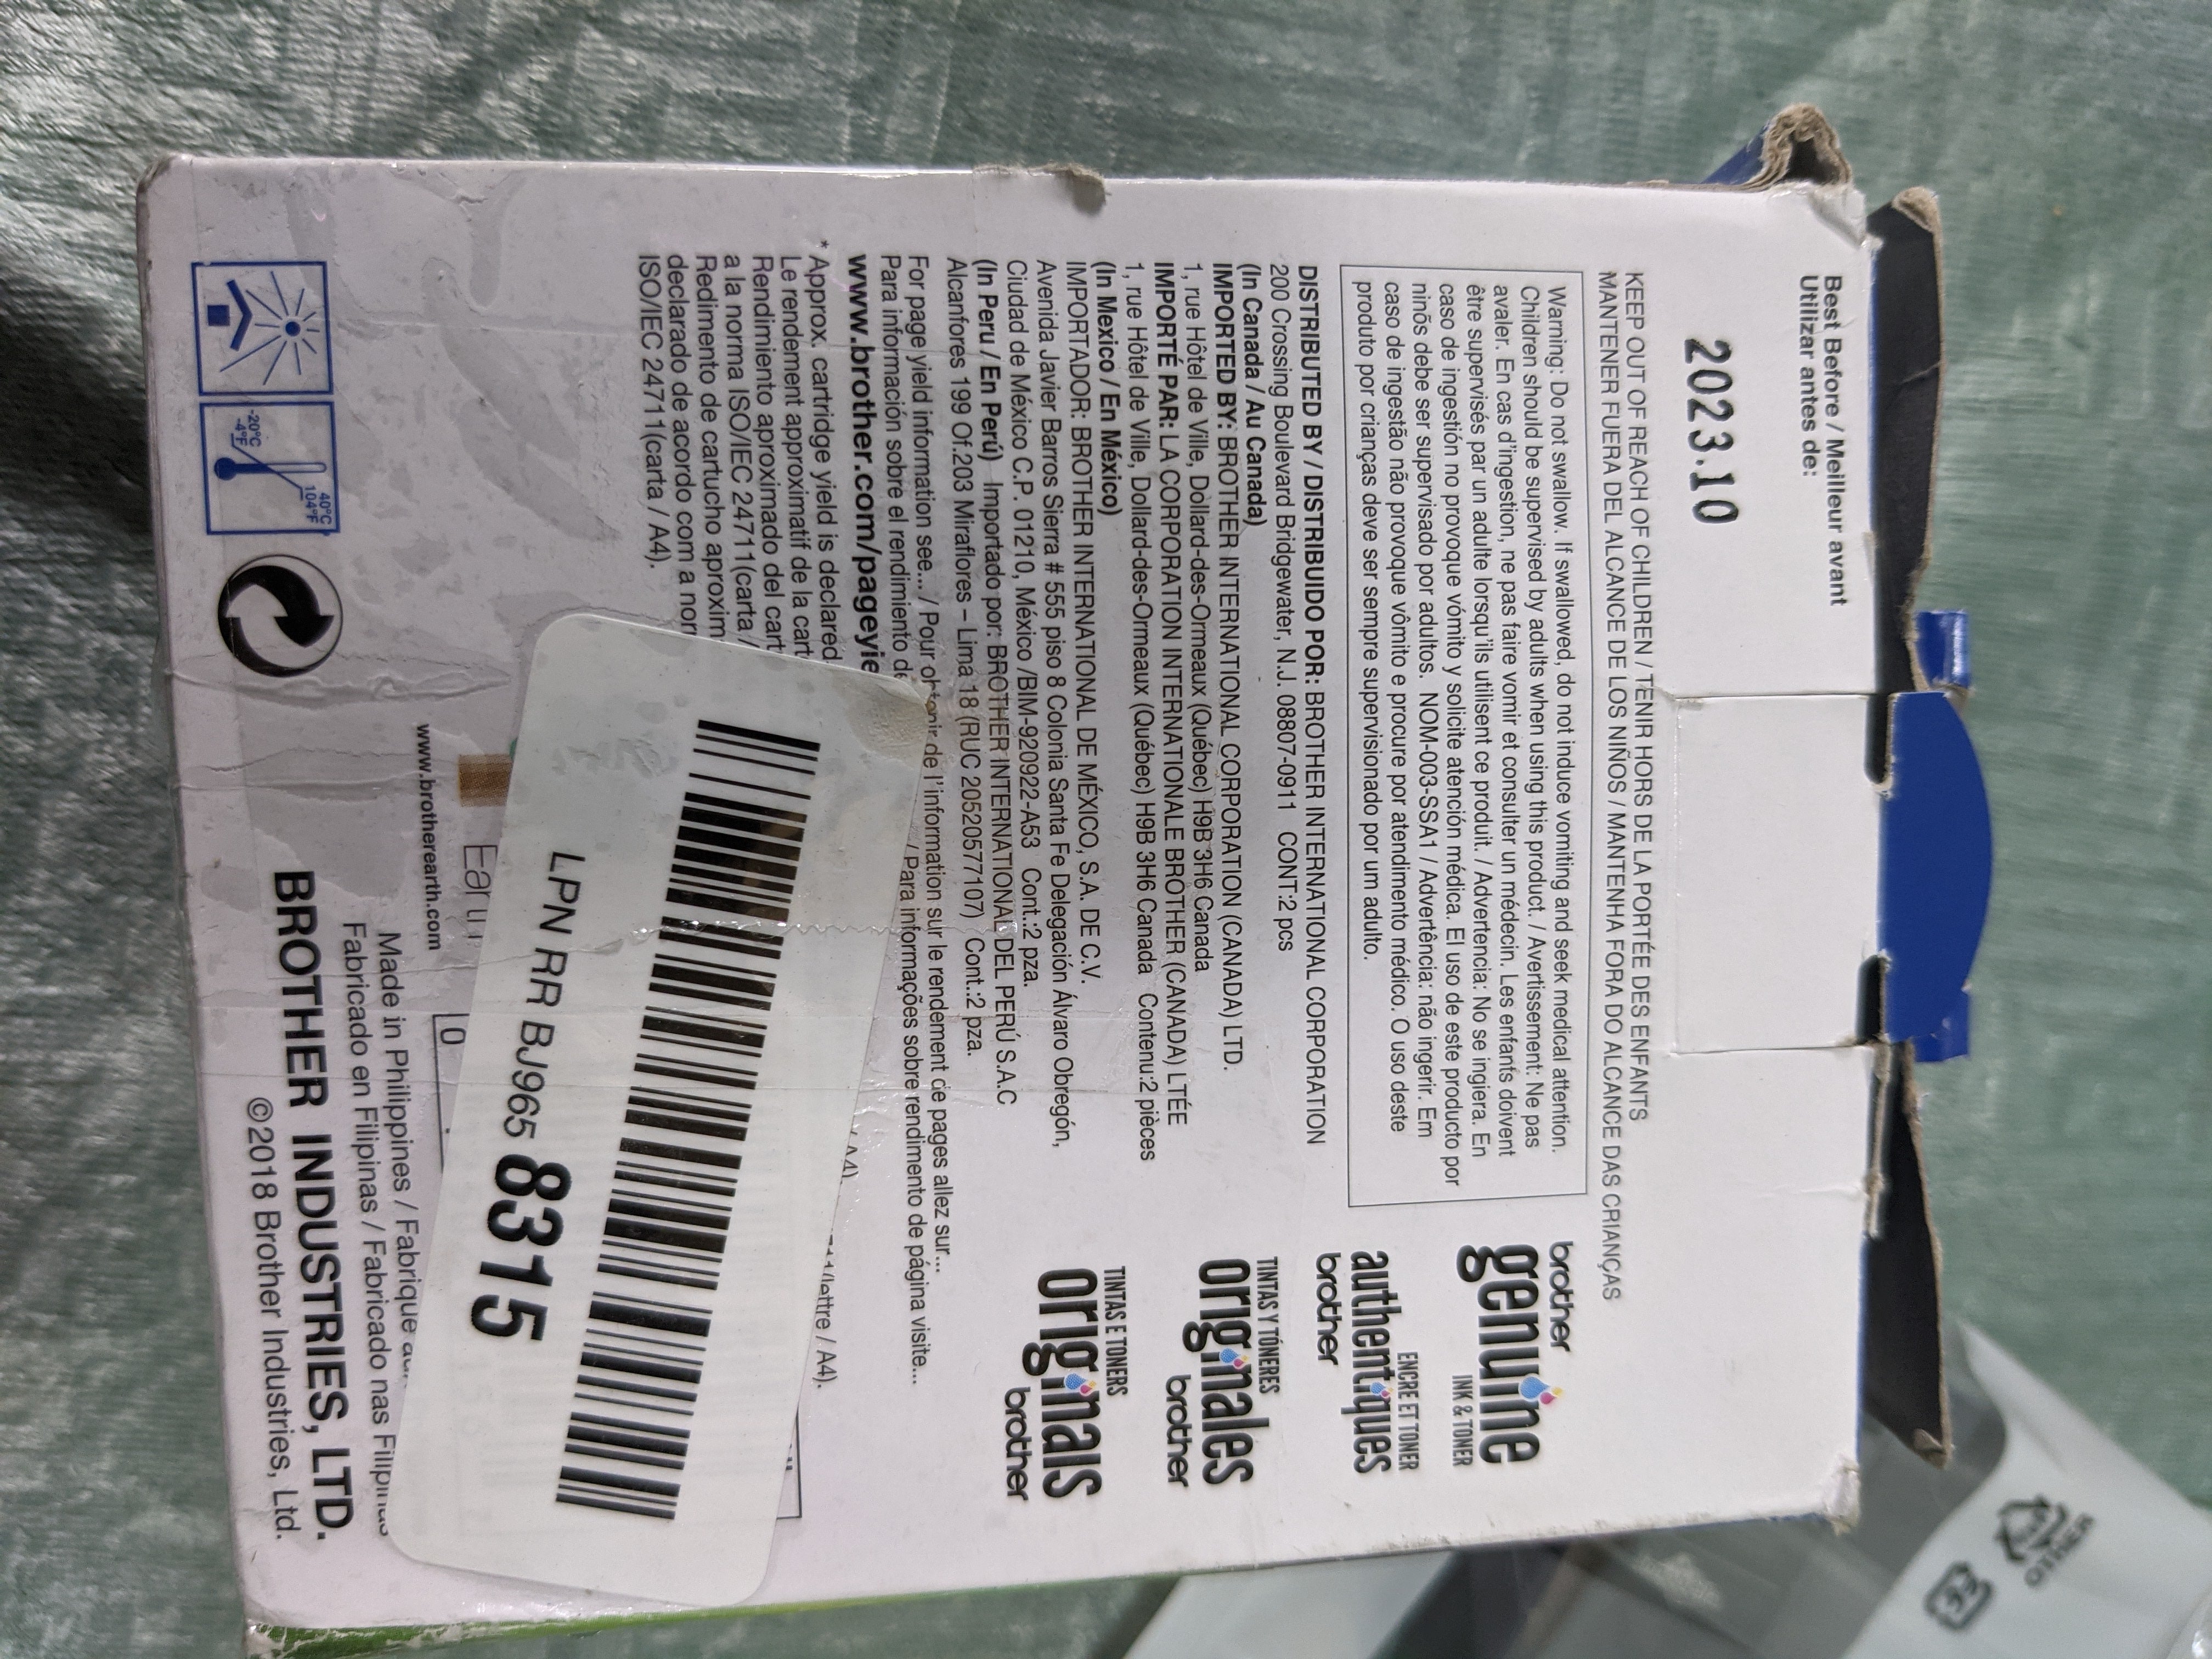 Best Before / Meilleur avant
Utilizar antes de:
2023.10
KEEP OUT OF REACH OF CHILDREN / TENIR HORS DE LA PORTÉE DES ENFANTS
MANTENER FUERA DEL ALCANCE DE LOS NIÑOS / MANTENHA FORA DO ALCANCE DAS CRIANÇAS
Warning: Do not swallow. If swallowed, do not induce vomiting and seek medical attention.
Children should be supervised by adults when using this product. / Avertissement: Ne pas
avaler. En cas d'ingestion, ne pas faire vomir et consulter un médecin. Les enfants doivent
être supervisés par un adulte lorsqu'ils utilisent ce produit. / Advertencia: No se ingiera. En
caso de ingestión no provoque vómito y solicite atención médica. El uso de este producto por
ninõs debe ser supervisado por adultos. NOM-003-SSA1 / Advertência: não ingerir. Em
caso de ingestão não provoque vômito e procure por atendimento médico. O uso deste
produto por crianças deve ser sempre supervisionado por um adulto.
DISTRIBUTED BY / DISTRIBUIDO POR: BROTHER INTERNATIONAL CORPORATION
200 Crossing Boulevard Bridgewater, N.J. 08807-0911 CONT:2 pcs
(In Canada / Au Canada)
IMPORTED BY: BROTHER INTERNATIONAL CORPORATION (CANADA) LTD.
1, rue Hôtel de Ville, Dollard-des-Ormeaux (Québec) H9B 3H6 Canada
IMPORTÉ PAR: LA CORPORATION INTERNATIONALE BROTHER (CANADA) LTÉE
1, rue Hôtel de Ville, Dollard-des-Ormeaux (Québec) H9B 3H6 Canada Contenu:2 pièces
(In Mexico / En México)
IMPORTADOR: BROTHER INTERNATIONAL DE MÉXICO, S.A. DE C.V.
Avenida Javier Barros Sierra # 555 piso 8 Colonia Santa Fe Delegación Álvaro Obregón,
Ciudad de México C.P. 01210, México /BIM-920922-A53 Cont.:2 pza.
(In Peru / En Perú) Importado por: BROTHER INTERNATIONAL DEL PERÚ S.A.C
Alcanfores 199 Of.203 Miraflores – Lima 18 (RUC 20520577107) Cont.:2 pza.
For page yield information see... / Pour obtenir de l'information sur le rendement de pages allez sur...
Para información sobre el rendimiento de / Para informações sobre rendimento de página visite...
www.brother.com/pageyie
* Approx. cartridge yield is declared / A4).
Le rendement approximatif de la cart /lettre / A4).
Rendimiento aproximado del cart
a la norma ISO/IEC 24711(carta /
Redimento de cartucho aproxim
declarado de acordo com a nor
ISO/IEC 24711(carta / A4).
brother
genuine
INK & TONER
ENCRE ET TONER
authentiques
brother
TINTAS Y TÓNERES
originales
brother
TINTAS E TONERS
originais
brother
LPN RR BJ965 8315
40°C
104°F
-20°C
-4°F
Earth
www.brotherearth.com
0
Made in Philippines / Fabriqué
Fabricado en Filipinas / Fabricado nas Filipinas
BROTHER INDUSTRIES, LTD.
©2018 Brother Industries, Ltd.
OTHER